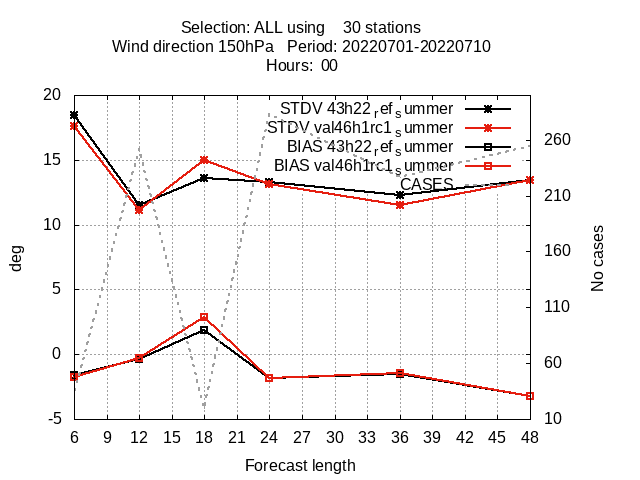 Selection: ALL using    30 stations
Wind direction 150hPa   Period: 20220701-20220710
Hours:  00
STDV 43h22_ref_summer
STDV val46h1rc1_summer
BIAS 43h22_ref_summer
BIAS val46h1rc1_summer
CASES
20
15
10
5
0
-5
deg
260
210
160
110
60
10
No cases
6 9 12 15 18 21 24 27 30 33 36 39 42 45 48
Forecast length